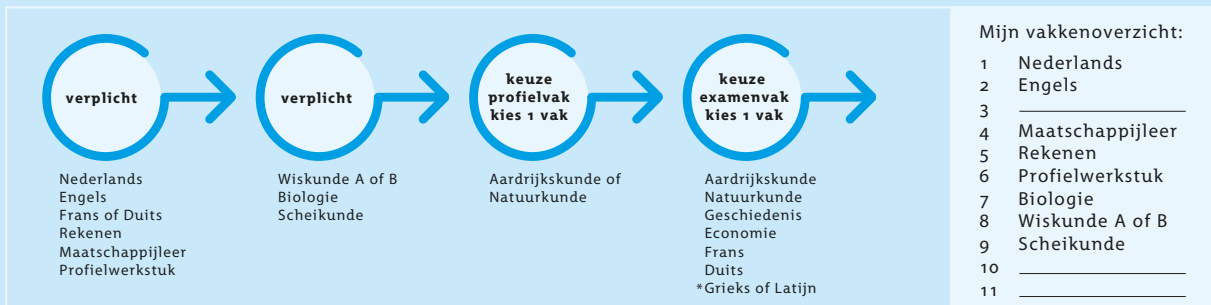 verplicht
Nederlands
Engels
Frans of Duits
Rekenen
Maatschappijleer
Profielwerkstuk
verplicht
Wiskunde A of B
Biologie
Scheikunde
keuze
profielvak
kies 1 vak
Aardrijkskunde of
Natuurkunde
keuze
examenvak
kies 1 vak
Aardrijkskunde
Natuurkunde
Geschiedenis
Economie
Frans
Duits
*Grieks of Latijn
Mijn vakkenoverzicht:
1 Nederlands
2 Engels
3
4 Maatschappijleer
5 Rekenen
6 Profielwerkstuk
7 Biologie
8 Wiskunde A of B
9 Scheikunde
10
11